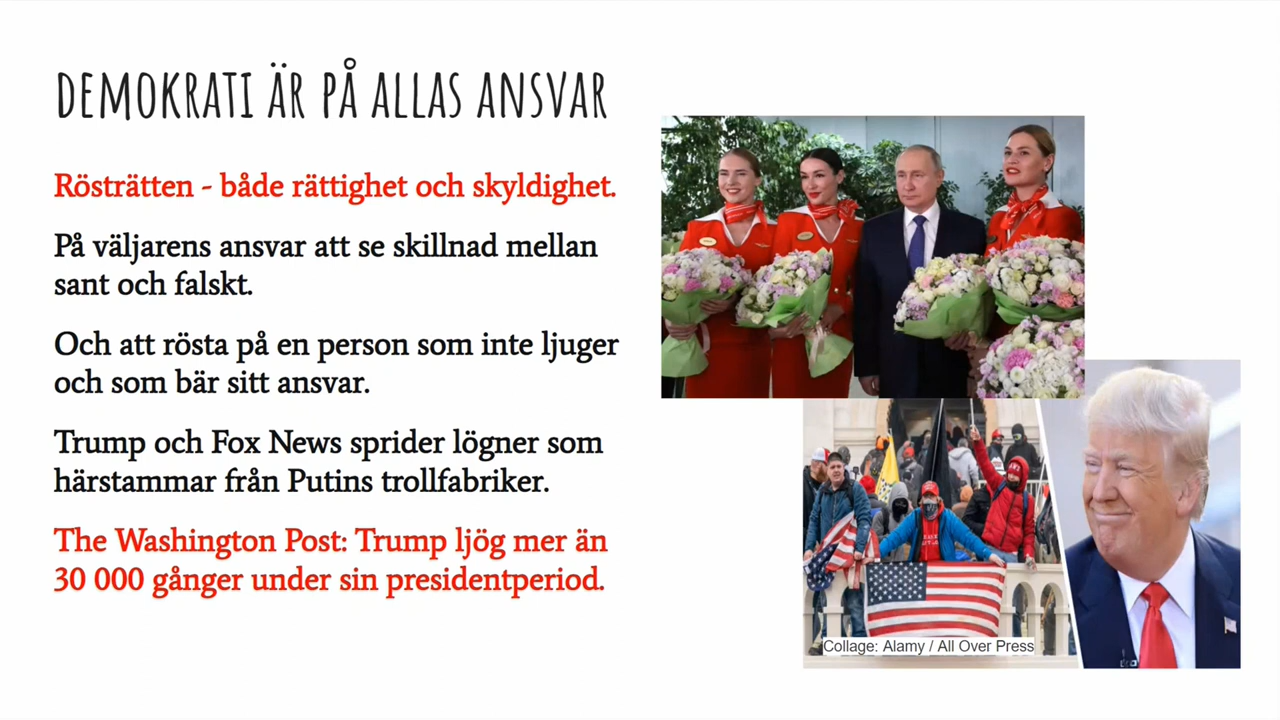 DEMOKRATI ÄR PÅ ALLAS ANSVAR
Rösträtten - både rättighet och skyldighet.
På väljarens ansvar att se skillnad mellan
sant och falskt.
Och att rösta på en person som inte ljuger
och som bär sitt ansvar.
Trump och Fox News sprider lögner som
härstammar från Putins trollfabriker.
The Washington Post: Trump ljög mer än
30 000 gånger under sin presidentperiod.
Collage: Alamy / All Over Press